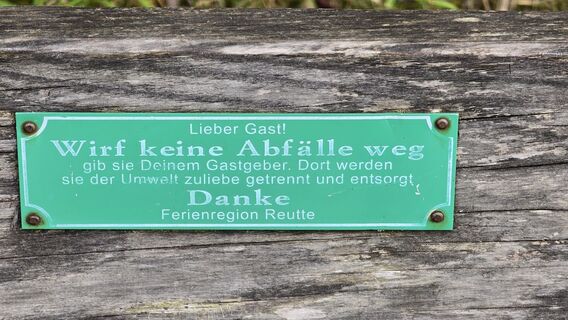 Lieber Gast!
Wirf keine Abfälle weg
gib sie Deinem Gastgeber. Dort werden
sie der Umwelt zuliebe getrennt und entsorgt
Danke
Ferienregion Reutte